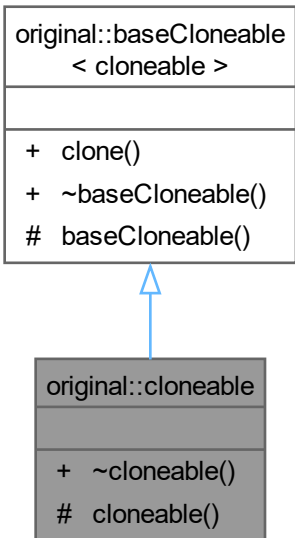 original::baseCloneable
< cloneable >
+ clone()
+ ~baseCloneable()
# baseCloneable()
original::cloneable
+ ~cloneable()
# cloneable()